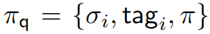 π_q = {σ_i, tag_i, π}